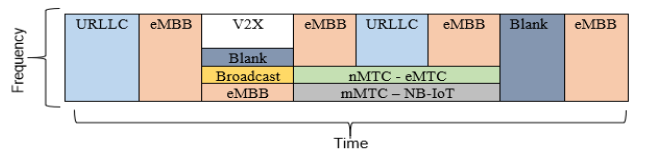 Frequency
URLLC eMBB V2X eMBB URLLC eMBB Blank eMBB
Blank
Broadcast nMTC - eMTC
eMBB mMTC – NB-IoT
Time